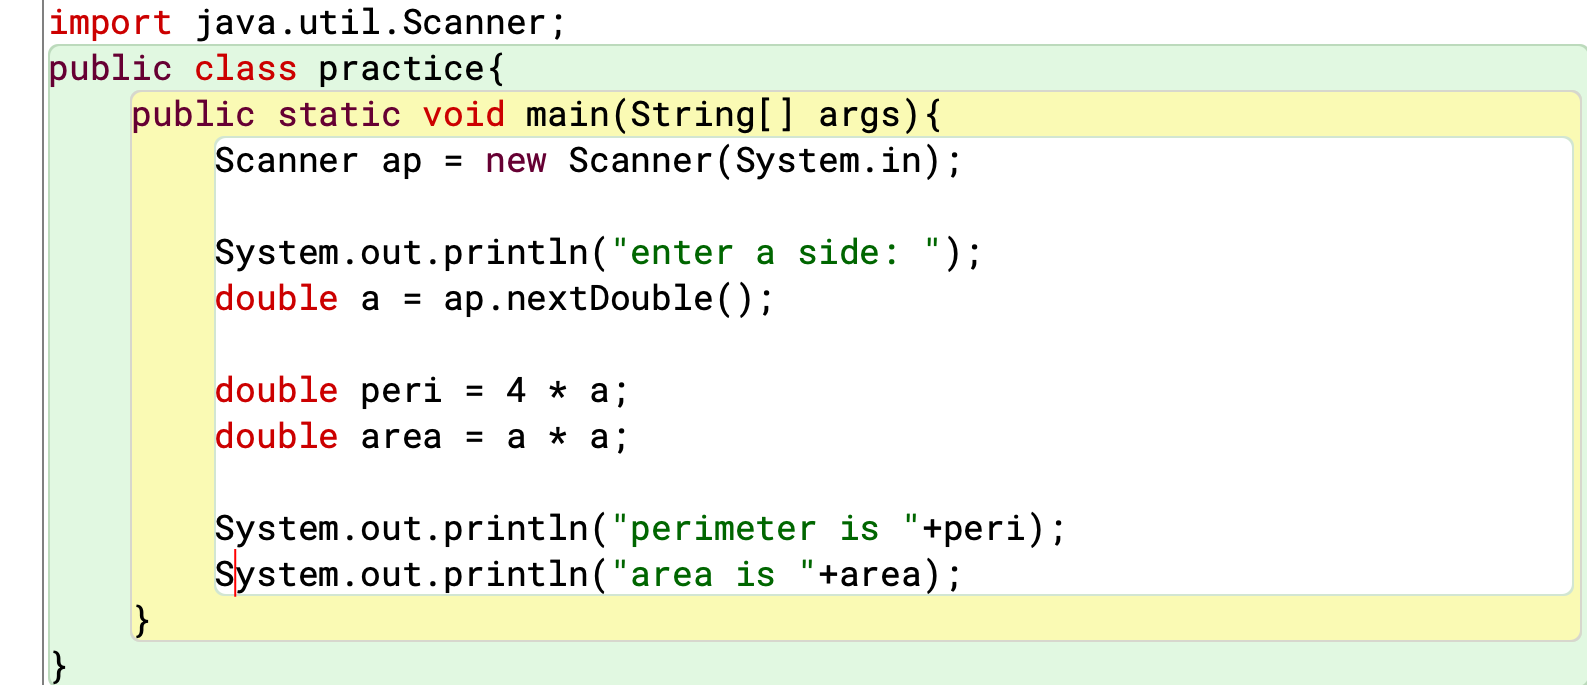 import java.util.Scanner;
public class practice{
    public static void main(String[] args){
        Scanner ap = new Scanner(System.in);

        System.out.println("enter a side: ");
        double a = ap.nextDouble();

        double peri = 4 * a;
        double area = a * a;

        System.out.println("perimeter is "+peri);
        System.out.println("area is "+area);
    }
}